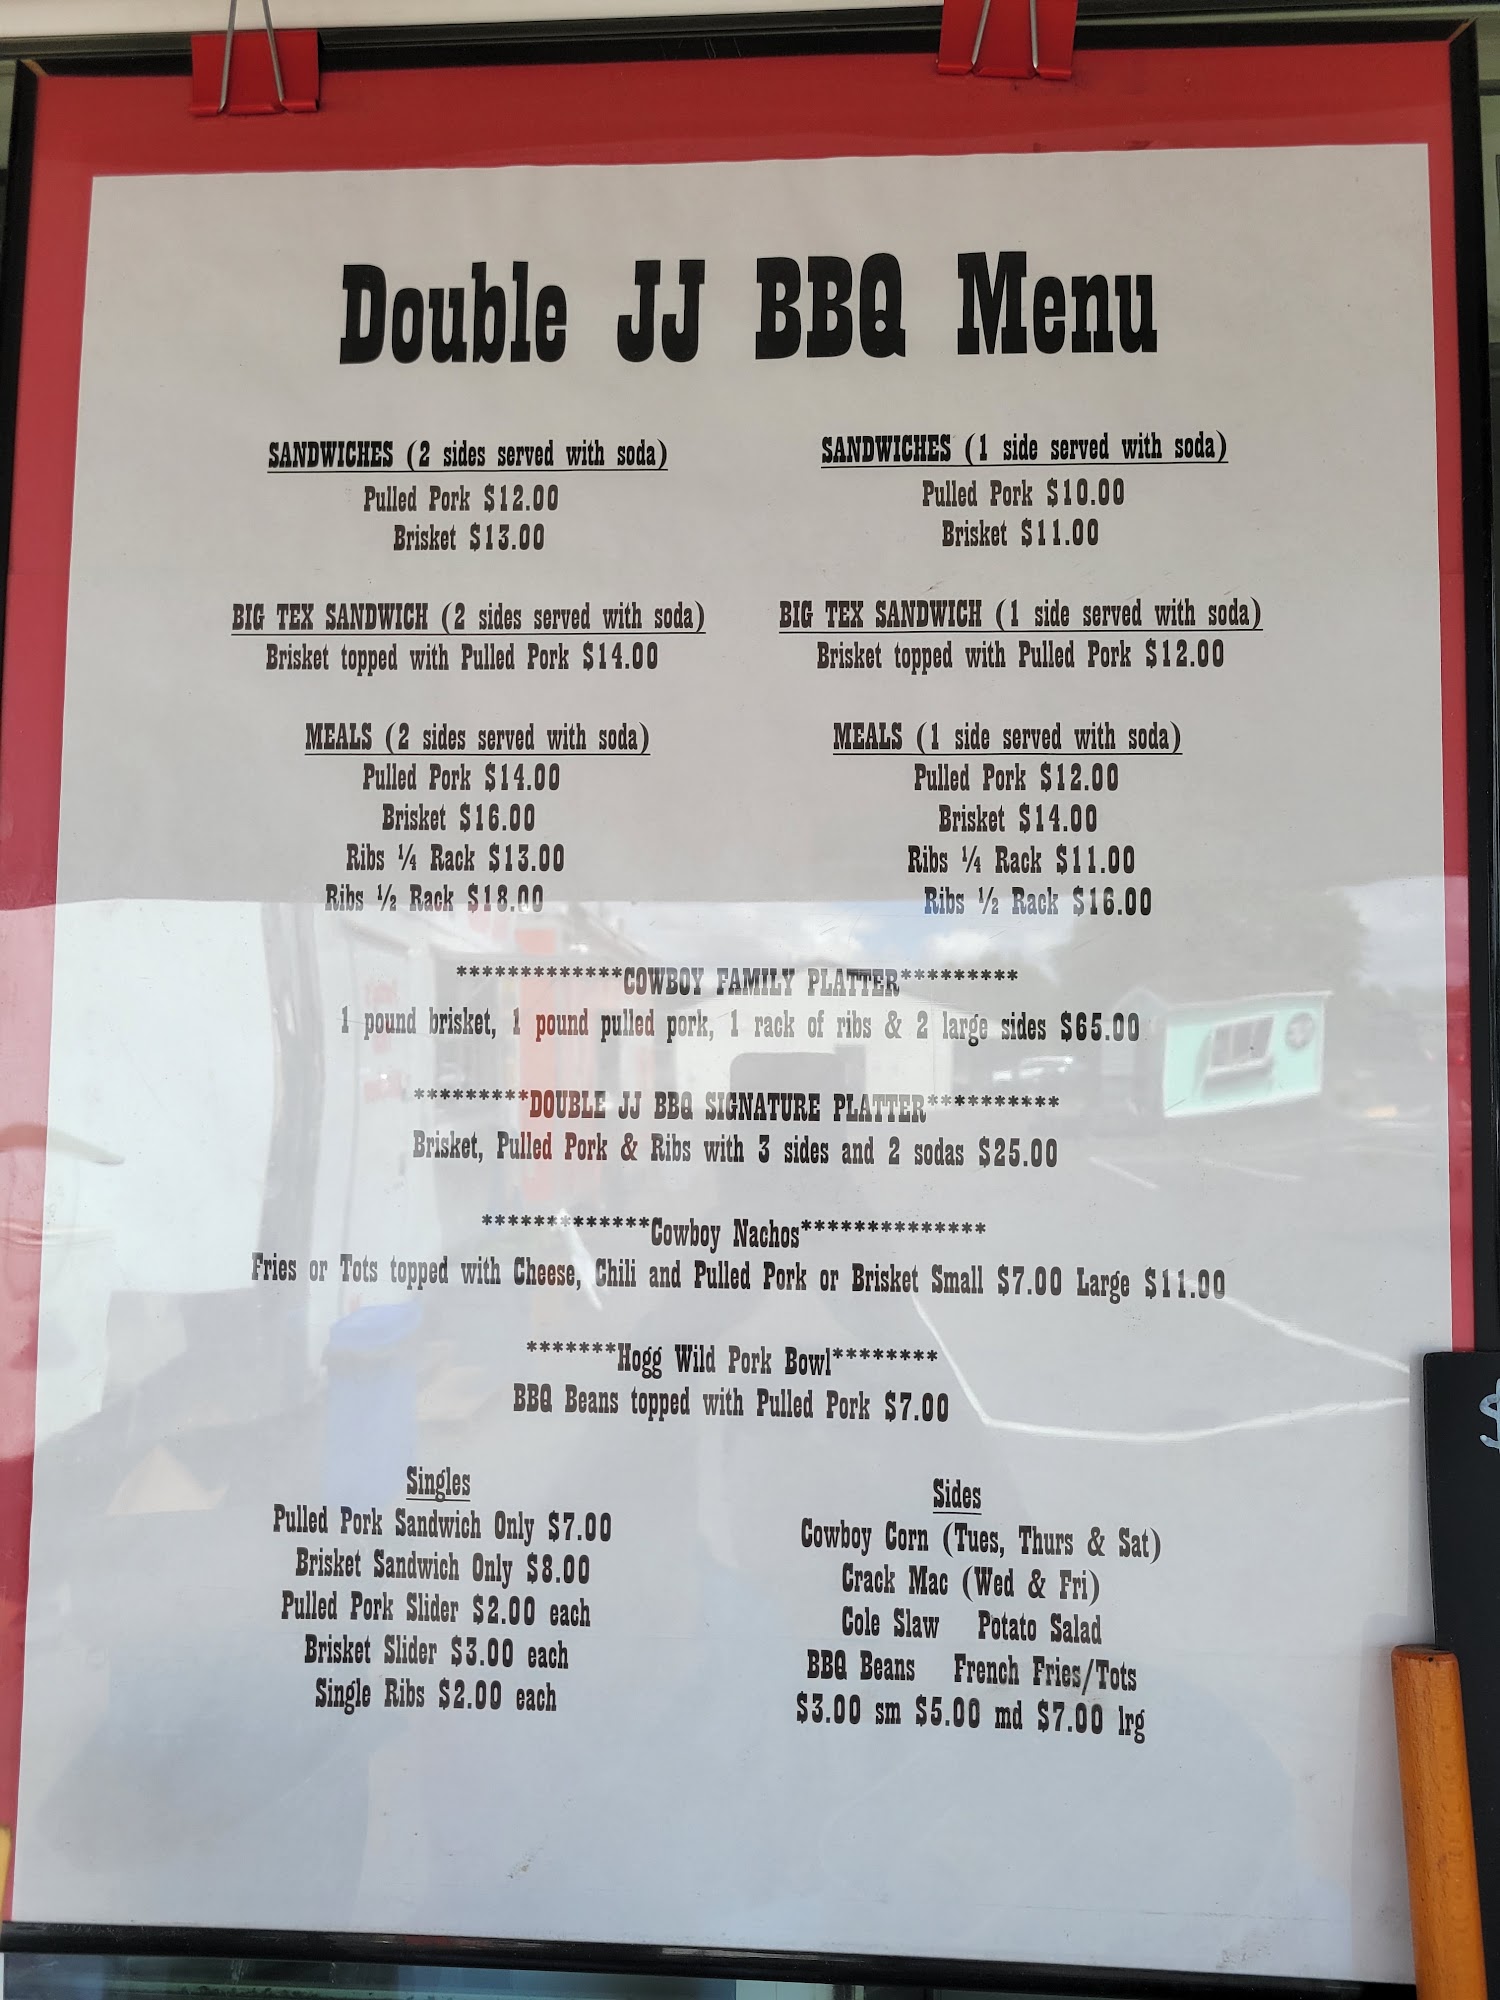 Double JJ BBQ Menu
SANDWICHES (2 sides served with soda)
Pulled Pork $12.00
Brisket $13.00
SANDWICHES (1 side served with soda)
Pulled Pork $10.00
Brisket $11.00
BIG TEX SANDWICH (2 sides served with soda)
Brisket topped with Pulled Pork $14.00
BIG TEX SANDWICH (1 side served with soda)
Brisket topped with Pulled Pork $12.00
MEALS (2 sides served with soda)
Pulled Pork $14.00
Brisket $16.00
Ribs ¼ Rack $13.00
Ribs ½ Rack $18.00
MEALS (1 side served with soda)
Pulled Pork $12.00
Brisket $14.00
Ribs ¼ Rack $11.00
Ribs ½ Rack $16.00
*************COWBOY FAMILY PLATTER*********
1 pound brisket, 1 pound pulled pork, 1 rack of ribs & 2 large sides $65.00
*********DOUBLE JJ BBQ SIGNATURE PLATTER**********
Brisket, Pulled Pork & Ribs with 3 sides and 2 sodas $25.00
*************Cowboy Nachos**************
Fries or Tots topped with Cheese, Chili and Pulled Pork or Brisket Small $7.00 Large $11.00
*******Hogg Wild Pork Bowl********
BBQ Beans topped with Pulled Pork $7.00
Singles
Pulled Pork Sandwich Only $7.00
Brisket Sandwich Only $8.00
Pulled Pork Slider $2.00 each
Brisket Slider $3.00 each
Single Ribs $2.00 each
Sides
Cowboy Corn (Tues, Thurs & Sat)
Crack Mac (Wed & Fri)
Cole Slaw Potato Salad
BBQ Beans French Fries/Tots
$3.00 sm $5.00 md $7.00 lrg